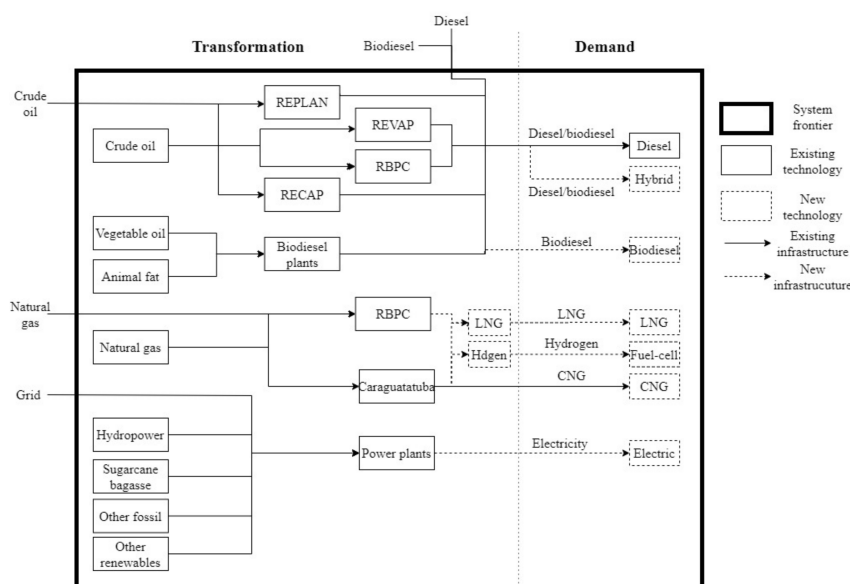 Diesel
Transformation
Biodiesel
Demand
Crude
oil
REPLAN
REVAP
Crude oil
RBPC
RECAP
Diesel/biodiesel
Diesel
Hybrid
Diesel/biodiesel
Vegetable oil
Animal fat
Biodiesel
plants
Biodiesel
Biodiesel
Natural
gas
RBPC
LNG
LNG
LNG
Natural gas
Hdgen
Hydrogen
Fuel-cell
Caraguatatuba
CNG
CNG
Grid
Hydropower
Power plants
Electricity
Electric
Sugarcane
bagasse
Other fossil
Other
renewables
System
frontier
Existing
technology
New
technology
Existing
infrastructure
New
infrastrucuture